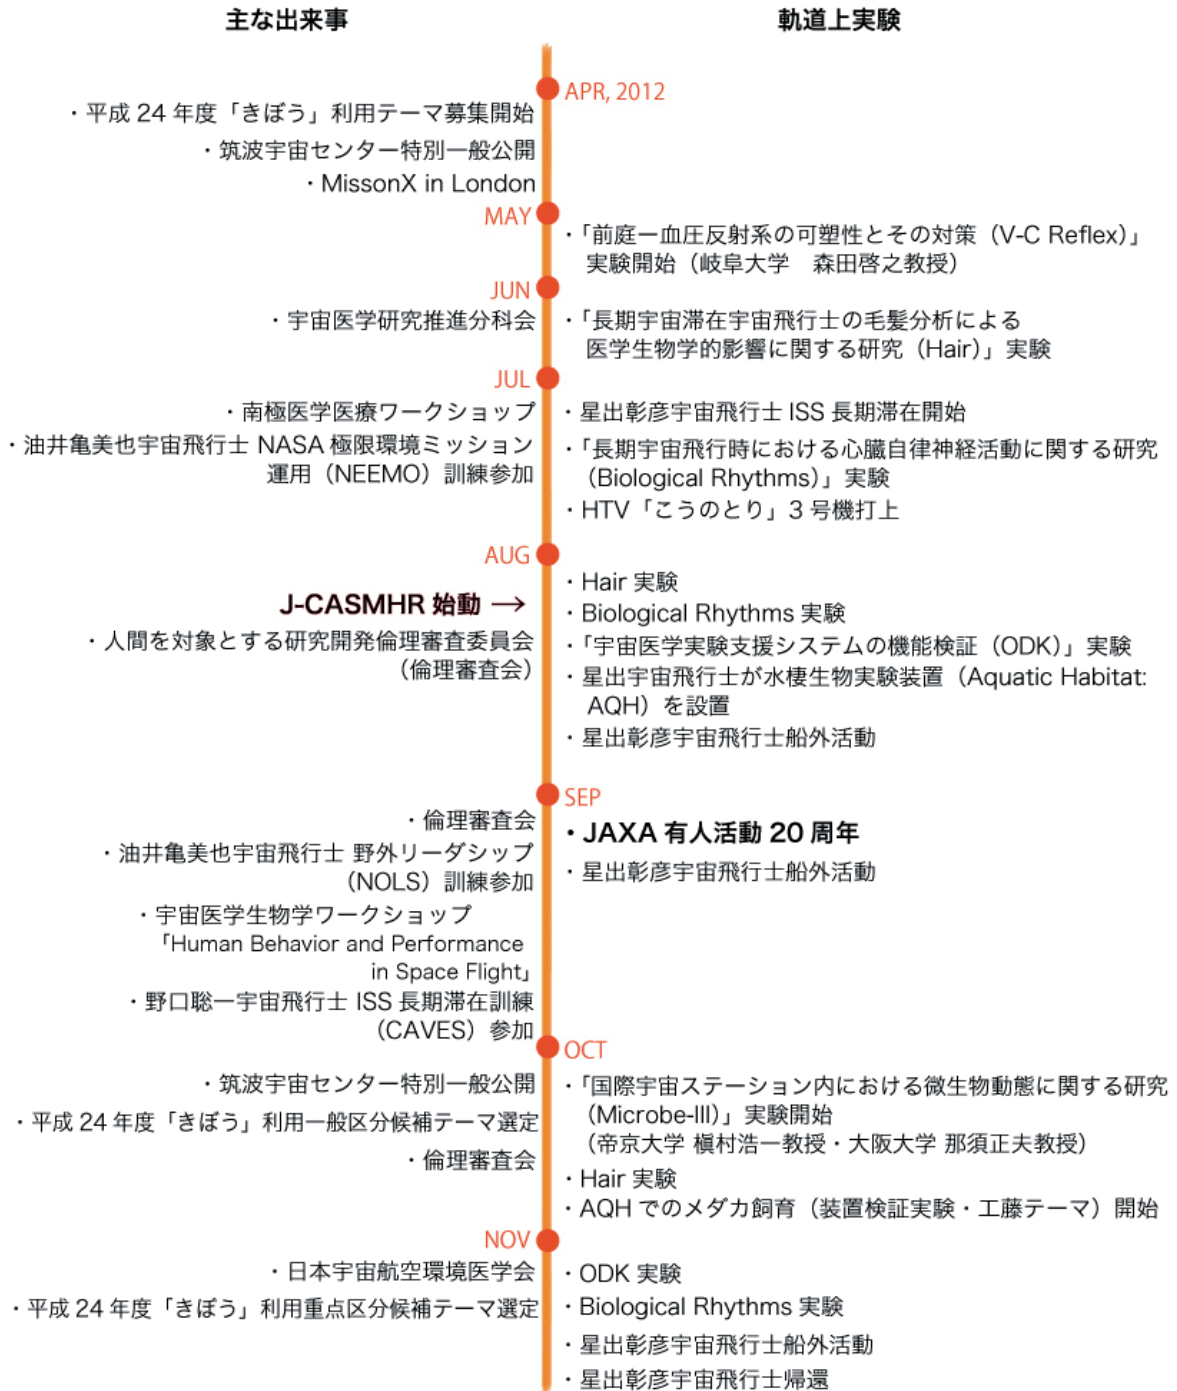 主な出来事
軌道上実験
APR, 2012
・平成 24 年度「きぼう」利用テーマ募集開始
・筑波宇宙センター特別一般公開
・MissonX in London
MAY
・「前庭ー血圧反射系の可塑性とその対策（V-C Reflex）」
実験開始（岐阜大学　森田啓之教授）
JUN
・宇宙医学研究推進分科会
・「長期宇宙滞在宇宙飛行士の毛髪分析による
医学生物学的影響に関する研究（Hair）」実験
JUL
・南極医学医療ワークショップ
・油井亀美也宇宙飛行士 NASA 極限環境ミッション
運用（NEEMO）訓練参加
・星出彰彦宇宙飛行士 ISS 長期滞在開始
・「長期宇宙飛行時における心臓自律神経活動に関する研究
（Biological Rhythms）」実験
・HTV「こうのとり」3 号機打上
AUG
J-CASMHR 始動 →
・人間を対象とする研究開発倫理審査委員会
（倫理審査会）
・Hair 実験
・Biological Rhythms 実験
・「宇宙医学実験支援システムの機能検証（ODK）」実験
・星出宇宙飛行士が水棲生物実験装置（Aquatic Habitat:
AQH）を設置
・星出彰彦宇宙飛行士船外活動
SEP
・倫理審査会
・油井亀美也宇宙飛行士 野外リーダシップ
（NOLS）訓練参加
・宇宙医学生物学ワークショップ
「Human Behavior and Performance
in Space Flight」
・野口聡一宇宙飛行士 ISS 長期滞在訓練
（CAVES）参加
・JAXA 有人活動 20 周年
・星出彰彦宇宙飛行士船外活動
OCT
・筑波宇宙センター特別一般公開
・平成 24 年度「きぼう」利用一般区分候補テーマ選定
・倫理審査会
・「国際宇宙ステーション内における微生物動態に関する研究
（Microbe-III）」実験開始
（帝京大学 槇村浩一教授・大阪大学 那須正夫教授）
・Hair 実験
・AQH でのメダカ飼育（装置検証実験・工藤テーマ）開始
NOV
・日本宇宙航空環境医学会
・平成 24 年度「きぼう」利用重点区分候補テーマ選定
・ODK 実験
・Biological Rhythms 実験
・星出彰彦宇宙飛行士船外活動
・星出彰彦宇宙飛行士帰還